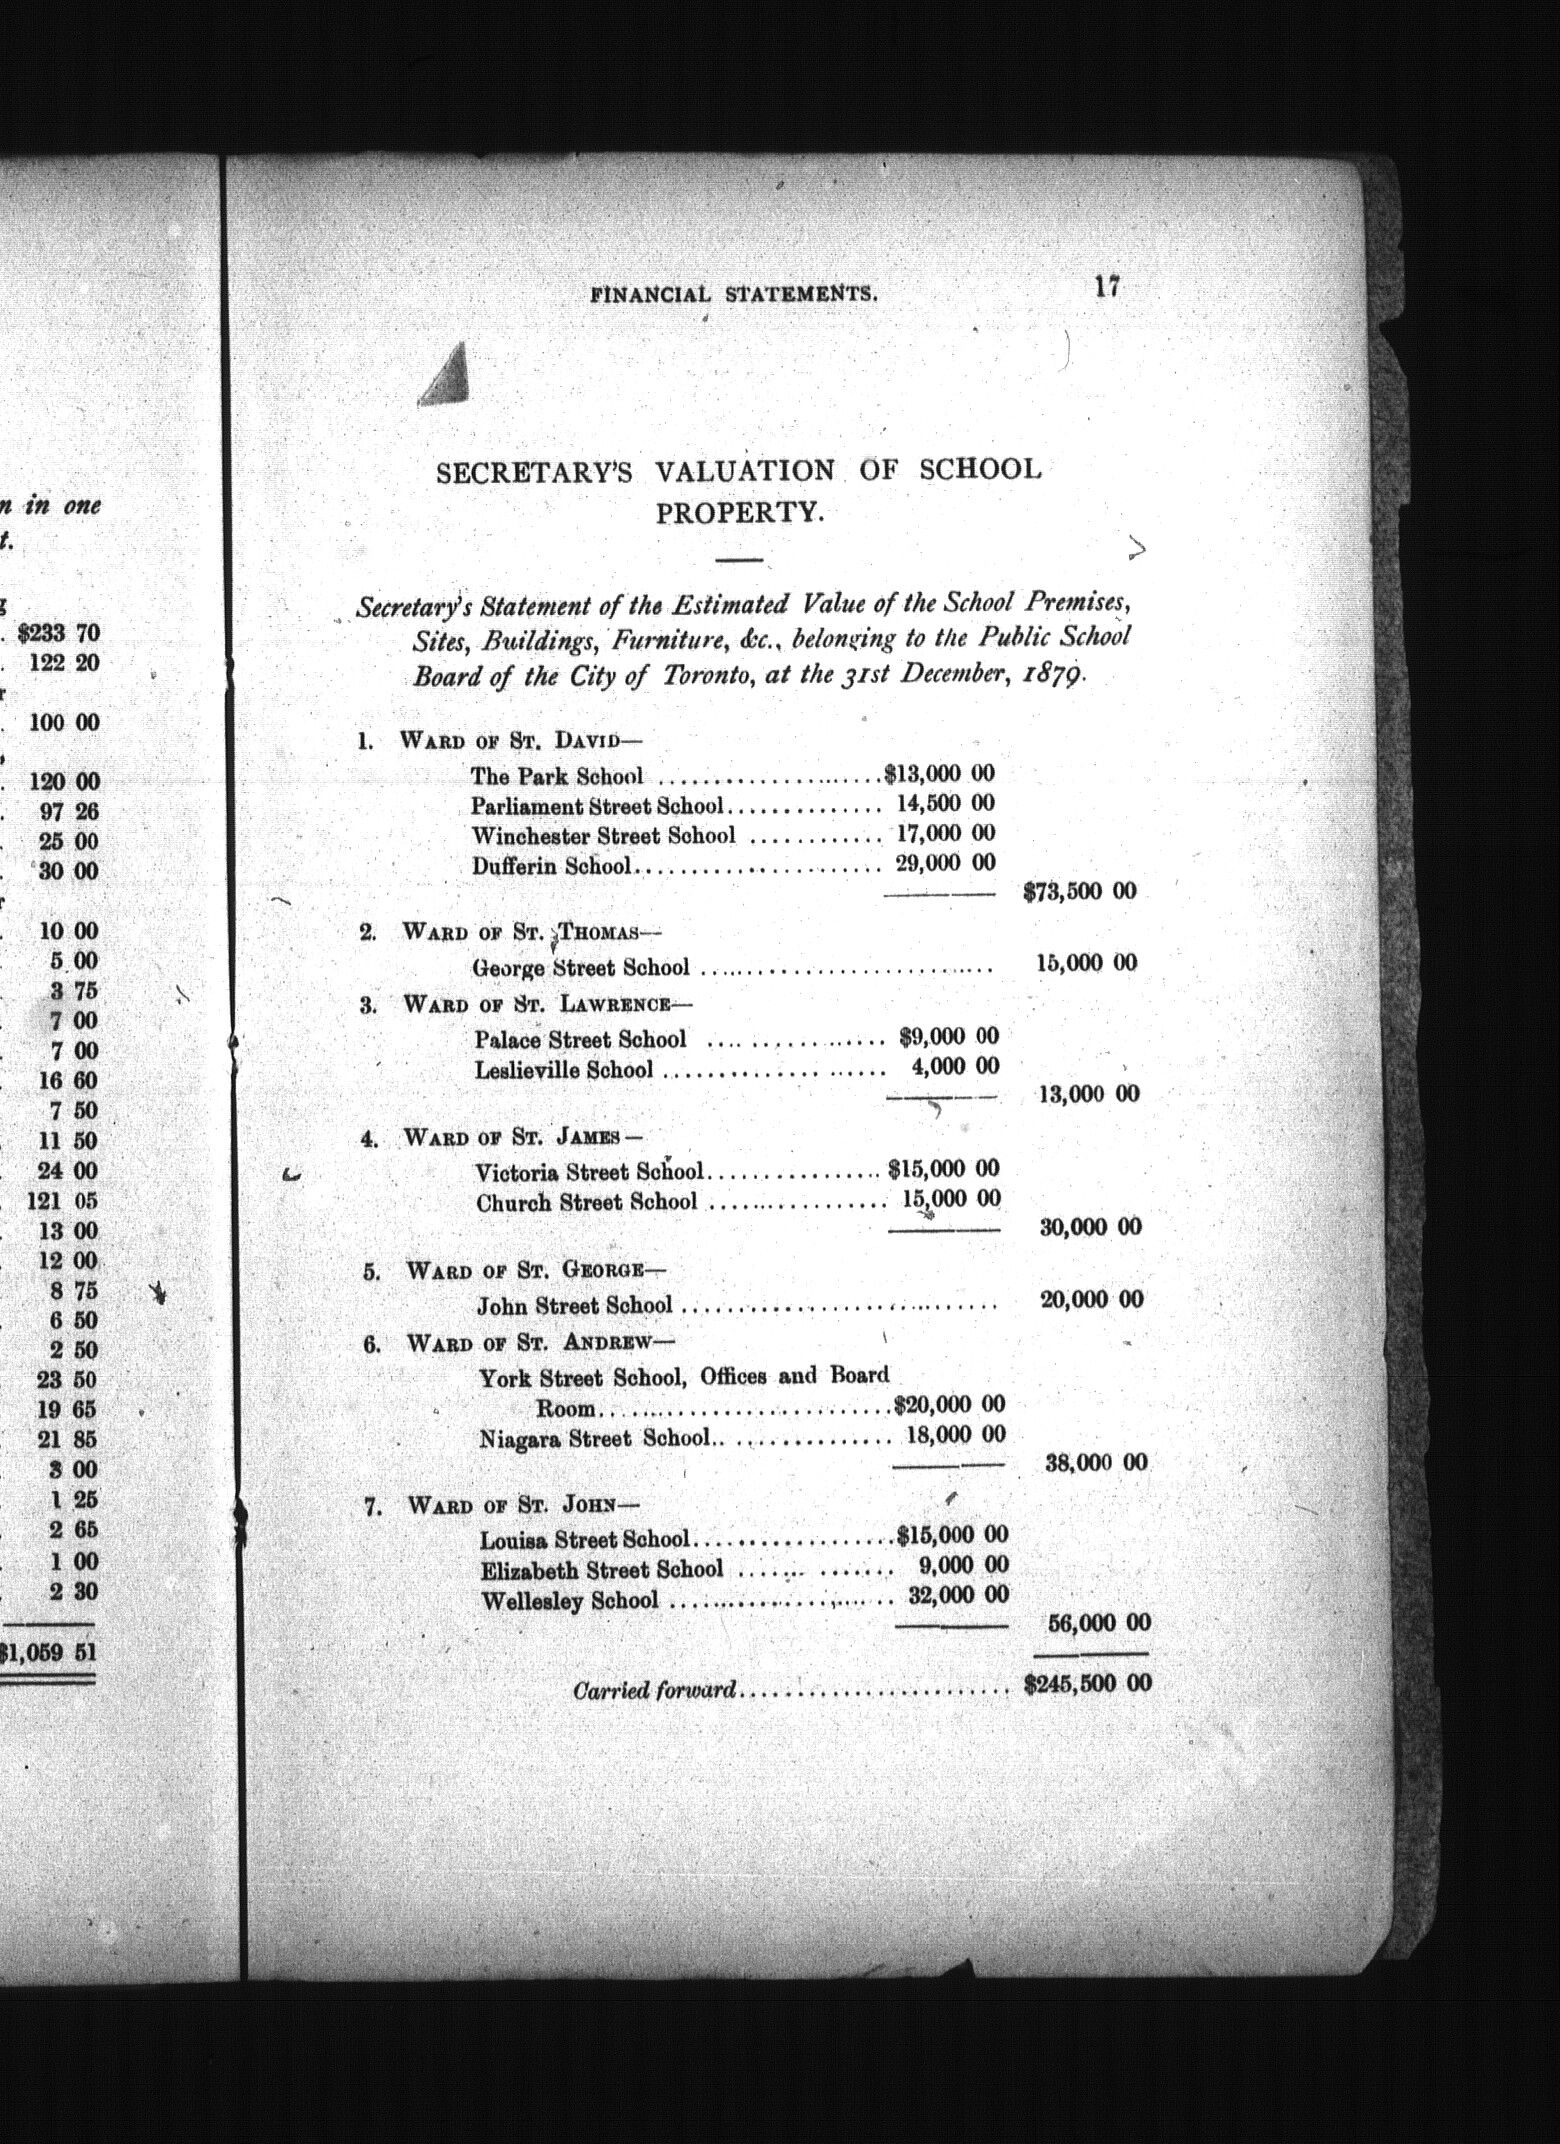 n in one
t.
$233 70
122 20
100 00
120 00
97 26
25 00
30 00
10 00
5 00
3 75
7 00
7 00
16 60
7 50
11 50
24 00
121 05
13 00
12 00
8 75
6 50
2 50
23 50
19 65
21 85
3 00
1 25
2 65
1 00
2 30
$1,059 51
FINANCIAL STATEMENTS. 17
SECRETARY'S VALUATION OF SCHOOL
PROPERTY.
Secretary's Statement of the Estimated Value of the School Premises,
Sites, Buildings, Furniture, &c., belonging to the Public School
Board of the City of Toronto, at the 31st December, 1879.
1. WARD OF ST. DAVID—
The Park School ..................... $13,000 00
Parliament Street School.............. 14,500 00
Winchester Street School ............ 17,000 00
Dufferin School...................... 29,000 00
$73,500 00
2. WARD OF ST. THOMAS—
George Street School .......................... 15,000 00
3. WARD OF ST. LAWRENCE—
Palace Street School ................ $9,000 00
Leslieville School .................... 4,000 00
13,000 00
4. WARD OF ST. JAMES—
Victoria Street School................ $15,000 00
Church Street School ................ 15,000 00
30,000 00
5. WARD OF ST. GEORGE—
John Street School ............................ 20,000 00
6. WARD OF ST. ANDREW—
York Street School, Offices and Board
Room..........................$20,000 00
Niagara Street School................ 18,000 00
38,000 00
7. WARD OF ST. JOHN—
Louisa Street School..................$15,000 00
Elizabeth Street School ............. 9,000 00
Wellesley School .................... 32,000 00
56,000 00
Carried forward........................ $245,500 00